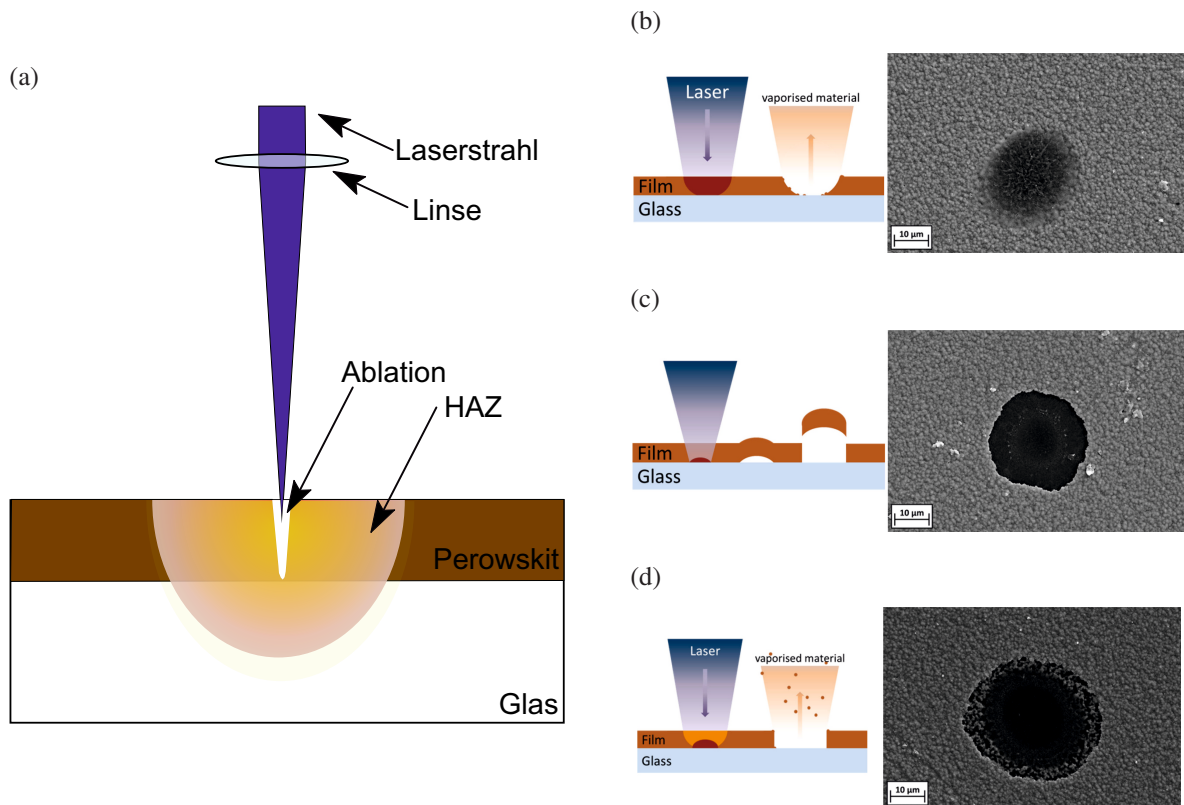 (a)
Laserstrahl
Linse
Ablation
HAZ
Perowskit
Glas
(b)
Laser
vaporised material
Film
Glass
10 µm
(c)
Film
Glass
10 µm
(d)
Laser
vaporised material
Film
Glass
10 µm